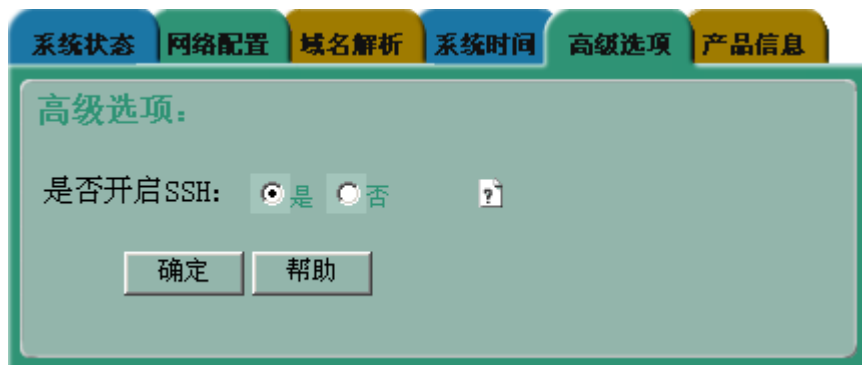 系统状态 网络配置 域名解析 系统时间 高级选项 产品信息
高级选项：
是否开启SSH: 是 否 ?
确定 帮助